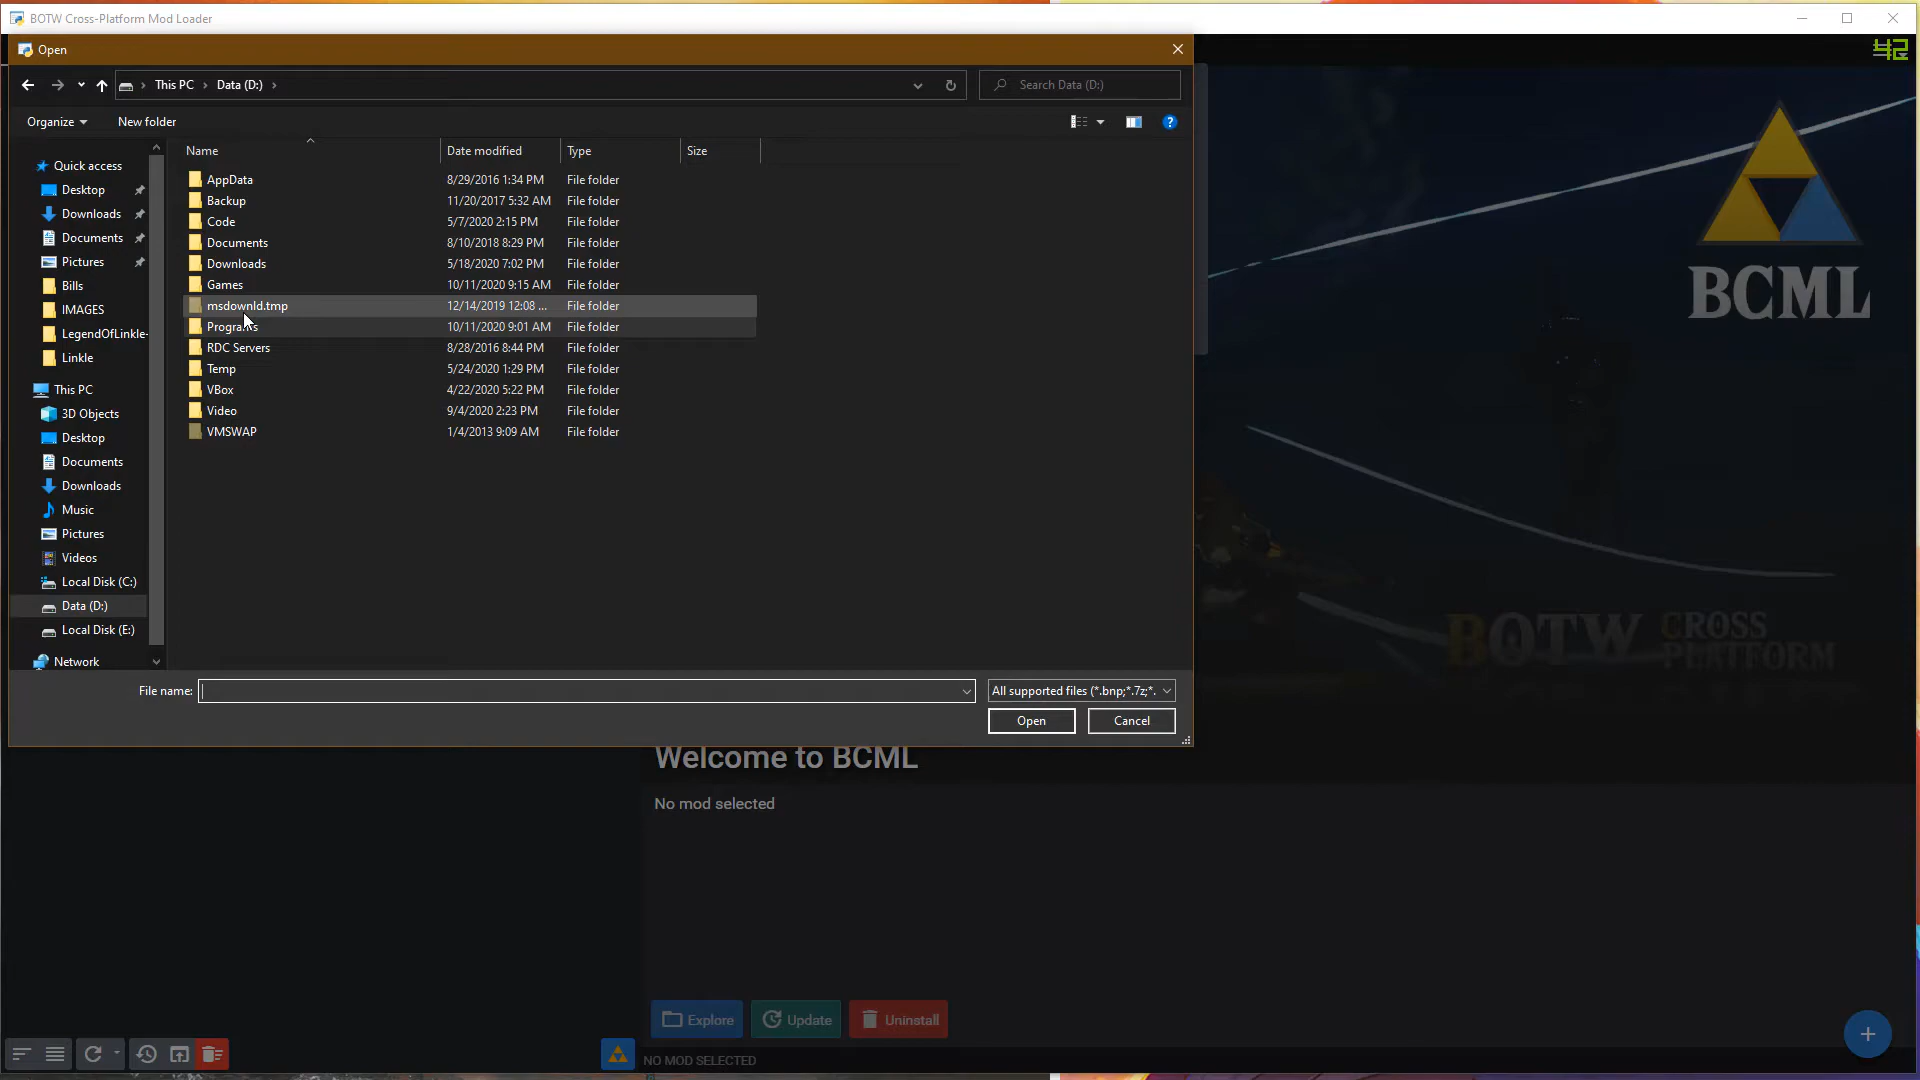 BOTW Cross-Platform Mod Loader
42
Open
This PC > Data (D:) >
Search Data (D:)
Organize
New folder
Name
Date modified
Type
Size
Quick access
Desktop
Downloads
Documents
Pictures
Bills
IMAGES
LegendOfLinkle-
Linkle
This PC
3D Objects
Desktop
Documents
Downloads
Music
Pictures
Videos
Local Disk (C:)
Data (D:)
Local Disk (E:)
Network
AppData 8/29/2016 1:34 PM File folder
Backup 11/20/2017 5:32 AM File folder
Code 5/7/2020 2:15 PM File folder
Documents 8/10/2018 8:29 PM File folder
Downloads 5/18/2020 7:02 PM File folder
Games 10/11/2020 9:15 AM File folder
msdownld.tmp 12/14/2019 12:08 ... File folder
Programs 10/11/2020 9:01 AM File folder
RDC Servers 8/28/2016 8:44 PM File folder
Temp 5/24/2020 1:29 PM File folder
VBox 4/22/2020 5:22 PM File folder
Video 9/4/2020 2:23 PM File folder
VMSWAP 1/4/2013 9:09 AM File folder
File name:
All supported files (*.bnp;*.7z;*.
Open
Cancel
BCML
BOTW CROSS
PLATFORM
Welcome to BCML
No mod selected
Explore
Update
Uninstall
NO MOD SELECTED